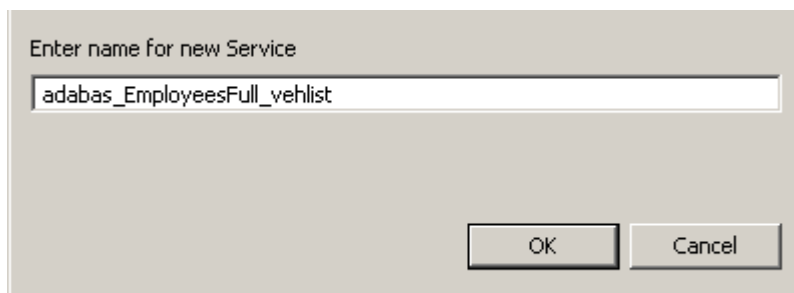 Enter name for new Service
adabas_EmployeesFull_vehlist
OK
Cancel